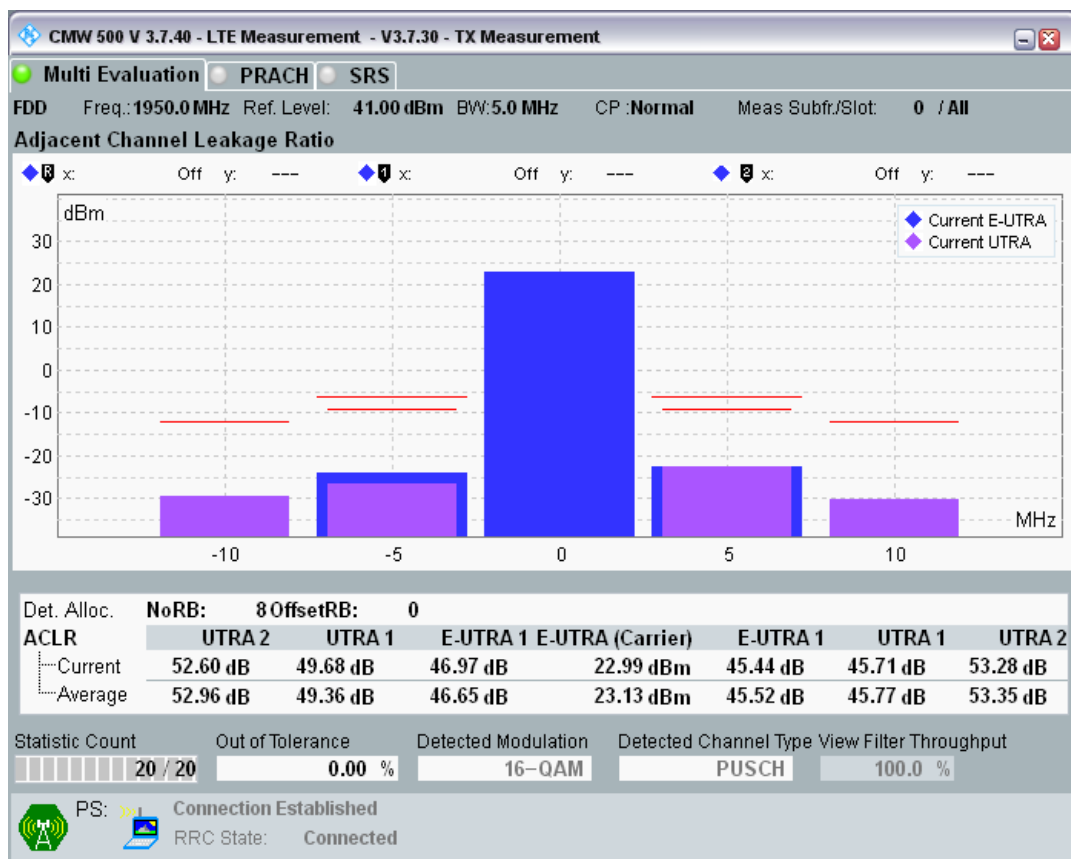 CMW 500 V 3.7.40 - LTE Measurement - V3.7.30 - TX Measurement
Multi Evaluation PRACH SRS
FDD Freq.: 1950.0 MHz Ref. Level: 41.00 dBm BW: 5.0 MHz CP : Normal Meas Subfr./Slot: 0 / All
Adjacent Channel Leakage Ratio
R x: Off y: --- 1 x: Off y: --- 2 x: Off y: ---
dBm
Current E-UTRA
Current UTRA
30
20
10
0
-10
-20
-30
MHz
-10 -5 0 5 10
Det. Alloc. NoRB: 8 OffsetRB: 0
ACLR UTRA 2 UTRA 1 E-UTRA 1 E-UTRA (Carrier) E-UTRA 1 UTRA 1 UTRA 2
Current 52.60 dB 49.68 dB 46.97 dB 22.99 dBm 45.44 dB 45.71 dB 53.28 dB
Average 52.96 dB 49.36 dB 46.65 dB 23.13 dBm 45.52 dB 45.77 dB 53.35 dB
Statistic Count Out of Tolerance Detected Modulation Detected Channel Type View Filter Throughput
20 / 20 0.00 % 16-QAM PUSCH 100.0 %
PS: Connection Established
RRC State: Connected